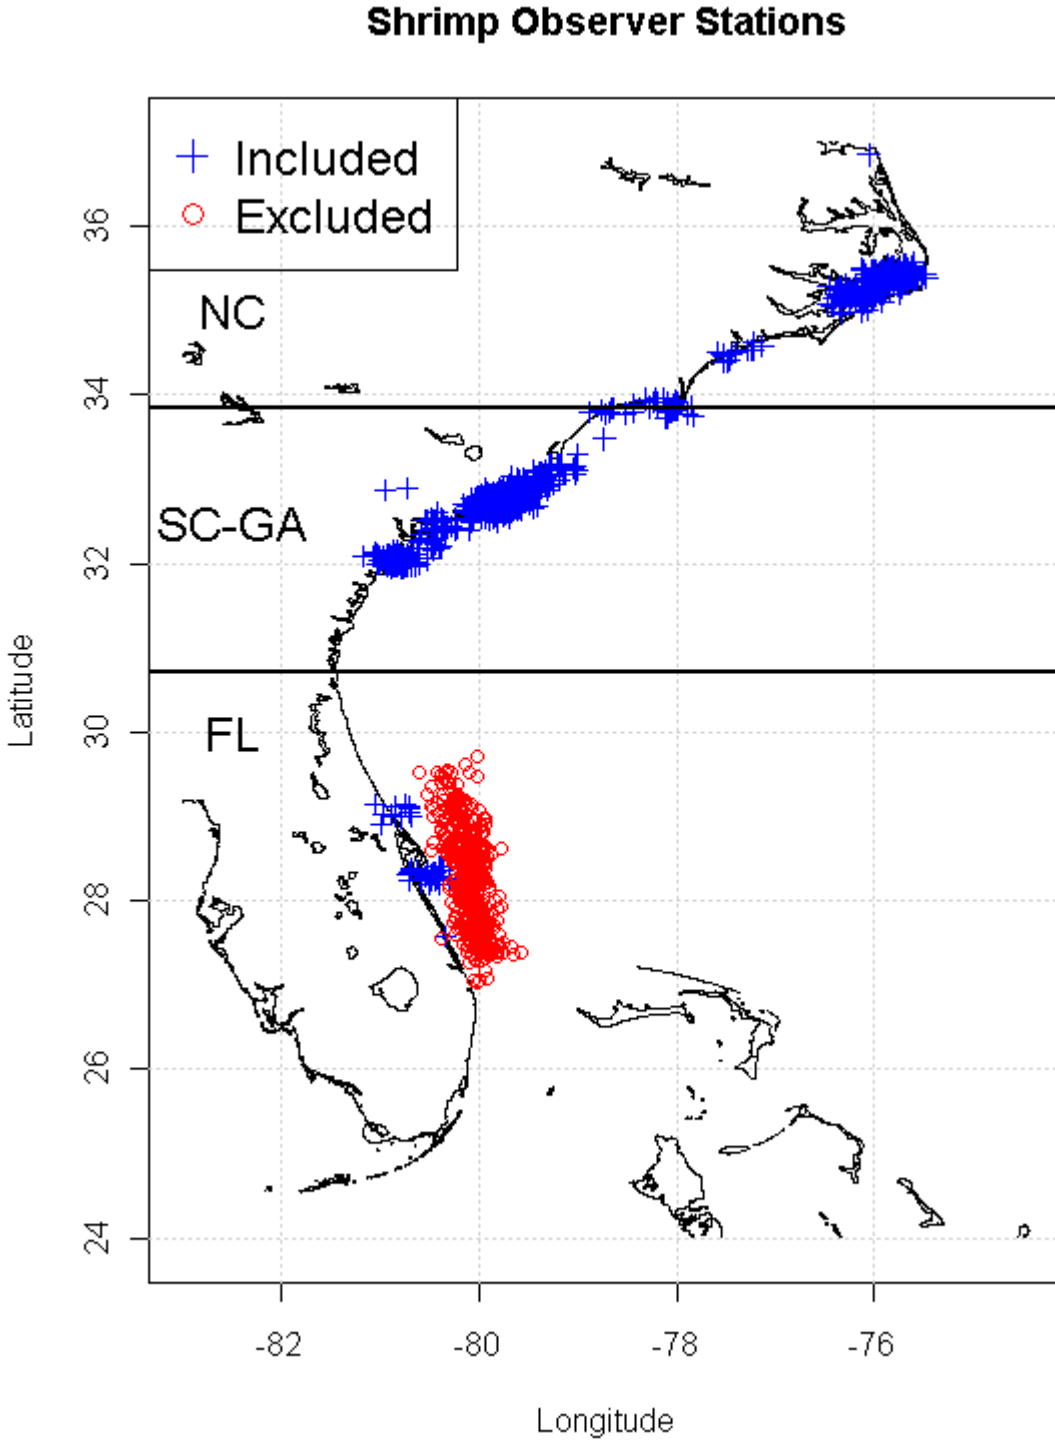 Shrimp Observer Stations
Included
Excluded
NC
SC-GA
FL
Latitude
36
34
32
30
28
26
24
-82
-80
-78
-76
Longitude